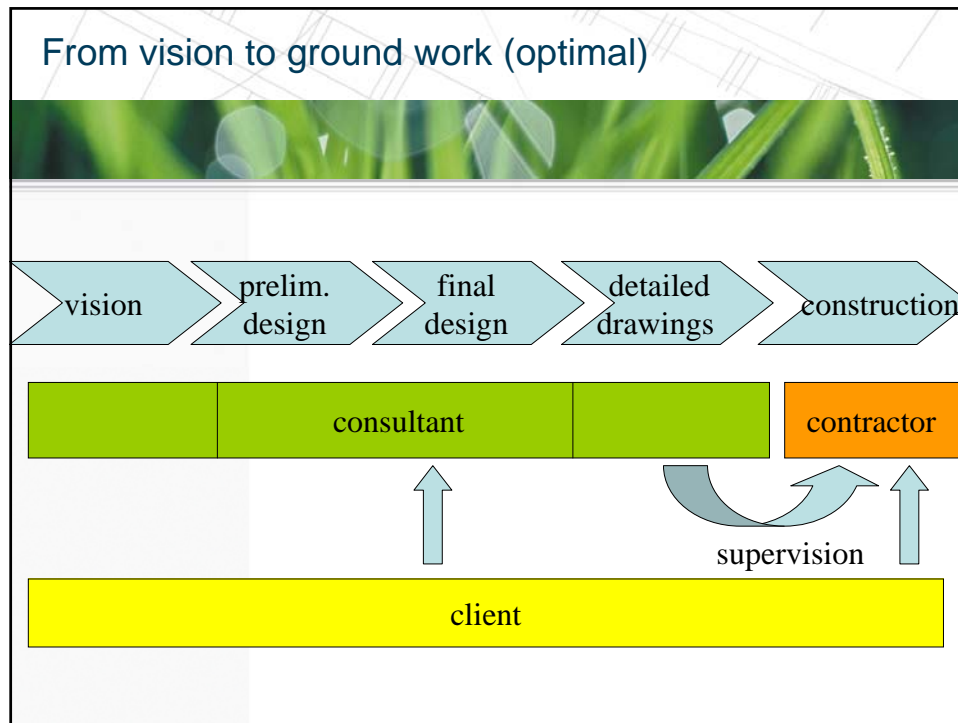 From vision to ground work (optimal)
vision
prelim.
design
final
design
detailed
drawings
construction
consultant
contractor
supervision
client